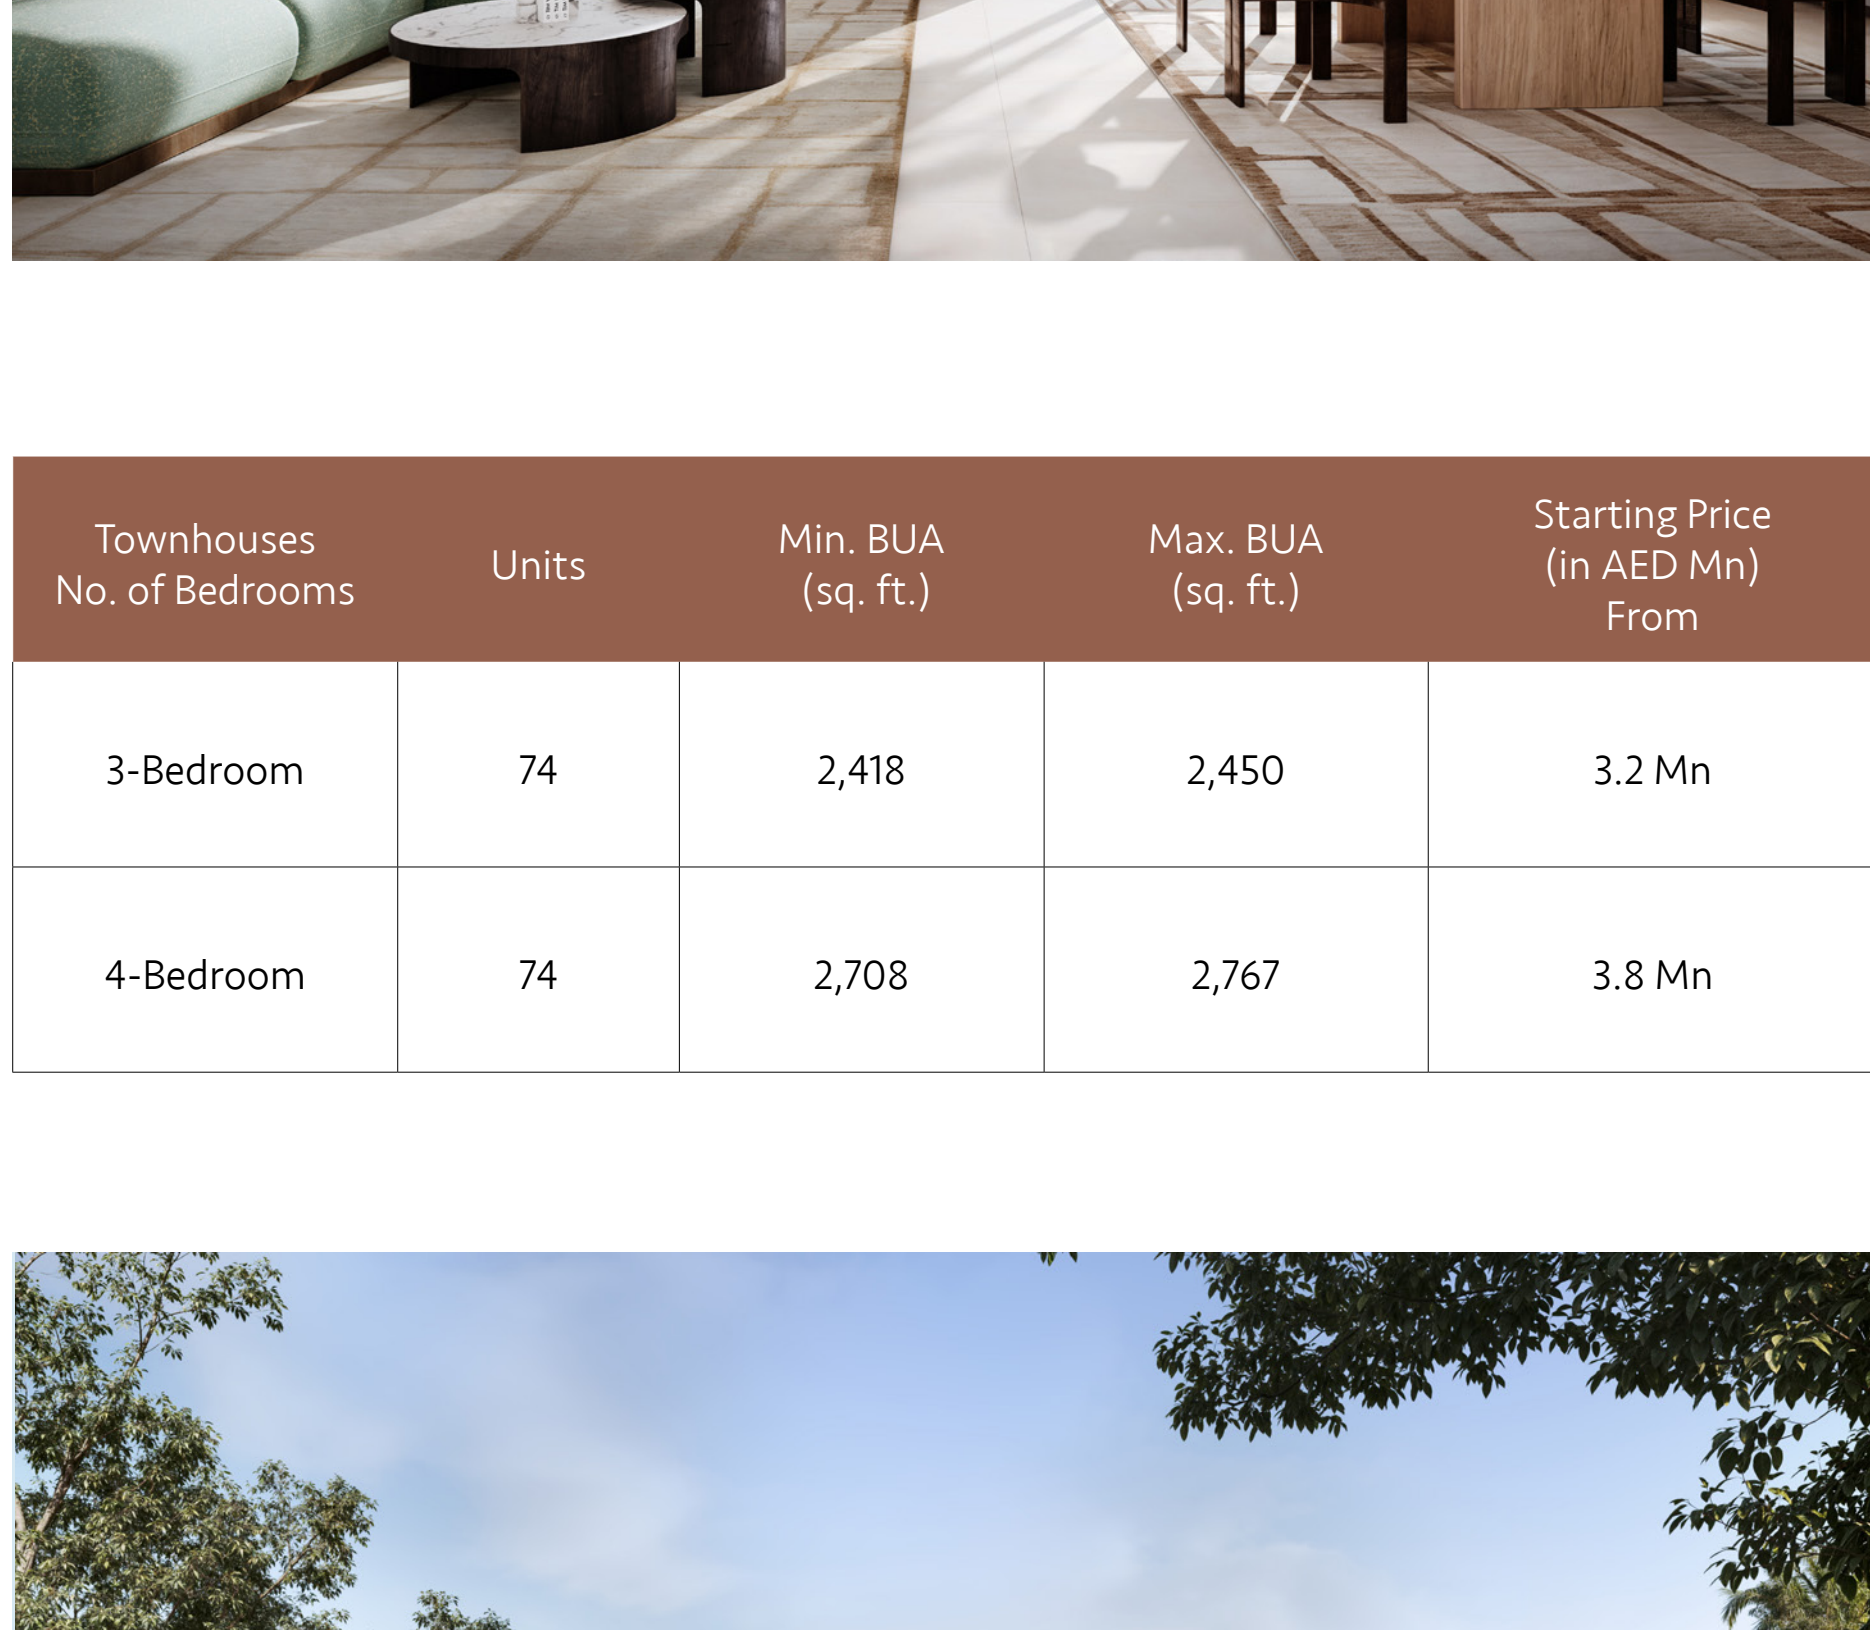 Townhouses
No. of Bedrooms
Units
Min. BUA
(sq. ft.)
Max. BUA
(sq. ft.)
Starting Price
(in AED Mn)
From
3-Bedroom
74
2,418
2,450
3.2 Mn
4-Bedroom
74
2,708
2,767
3.8 Mn